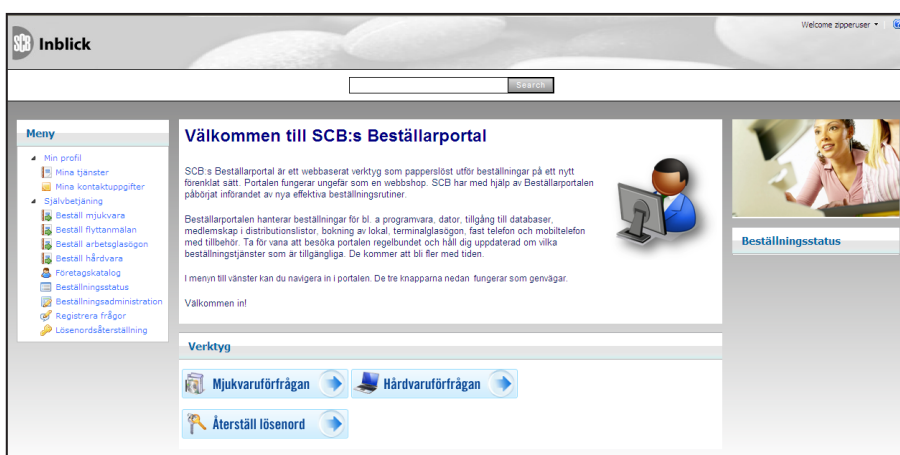 Welcome zipperuser
SCB Inblick
Search
Meny
Min profil
Mina tjänster
Mina kontaktuppgifter
Självbetjäning
Beställ mjukvara
Beställ flyttanmälan
Beställ arbetsglasögon
Beställ hårdvara
Företagskatalog
Beställningsstatus
Beställningsadministration
Registrera frågor
Lösenordsåterställning
Välkommen till SCB:s Beställarportal
SCB:s Beställarportal är ett webbaserat verktyg som papperslöst utför beställningar på ett nytt
förenklat sätt. Portalen fungerar ungefär som en webbshop. SCB har med hjälp av Beställarportalen
påbörjat införandet av nya effektiva beställningsrutiner.
Beställarportalen hanterar beställningar för bl. a programvara, dator, tillgång till databaser,
medlemskap i distributionslistor, bokning av lokal, terminalglasögon, fast telefon och mobiltelefon
med tillbehör. Ta för vana att besöka portalen regelbundet och håll dig uppdaterad om vilka
beställningstjänster som är tillgängliga. De kommer att bli fler med tiden.
I menyn till vänster kan du navigera in i portalen. De tre knapparna nedan fungerar som genvägar.
Välkommen in!
Verktyg
Mjukvaruförfrågan
Hårdvaruförfrågan
Återställ lösenord
Beställningsstatus